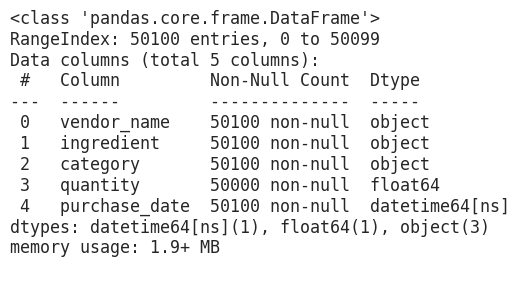 <class 'pandas.core.frame.DataFrame'>
RangeIndex: 50100 entries, 0 to 50099
Data columns (total 5 columns):
 #   Column         Non-Null Count  Dtype
---  ------         --------------  -----
 0   vendor_name    50100 non-null  object
 1   ingredient     50100 non-null  object
 2   category       50100 non-null  object
 3   quantity       50000 non-null  float64
 4   purchase_date  50100 non-null  datetime64[ns]
dtypes: datetime64[ns](1), float64(1), object(3)
memory usage: 1.9+ MB